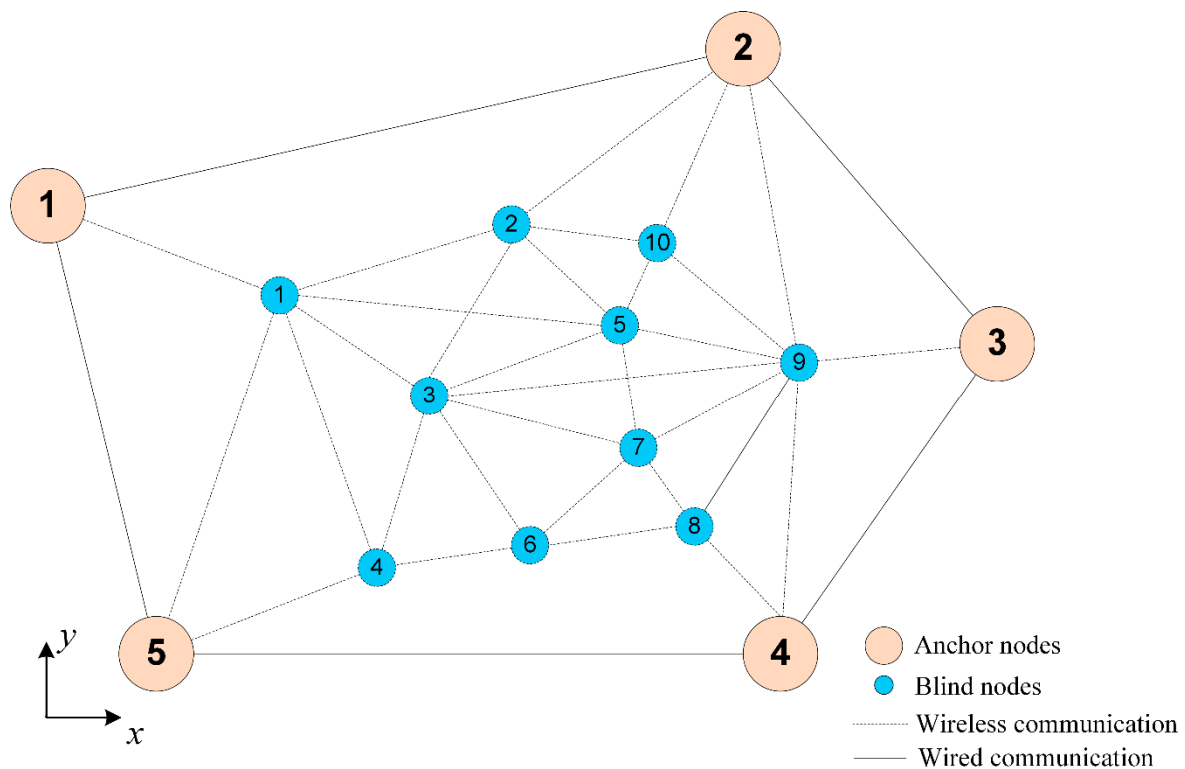 2
1
2
10
1
5
3
9
3
7
8
6
4
5
4
y
x
Anchor nodes
Blind nodes
Wireless communication
Wired communication